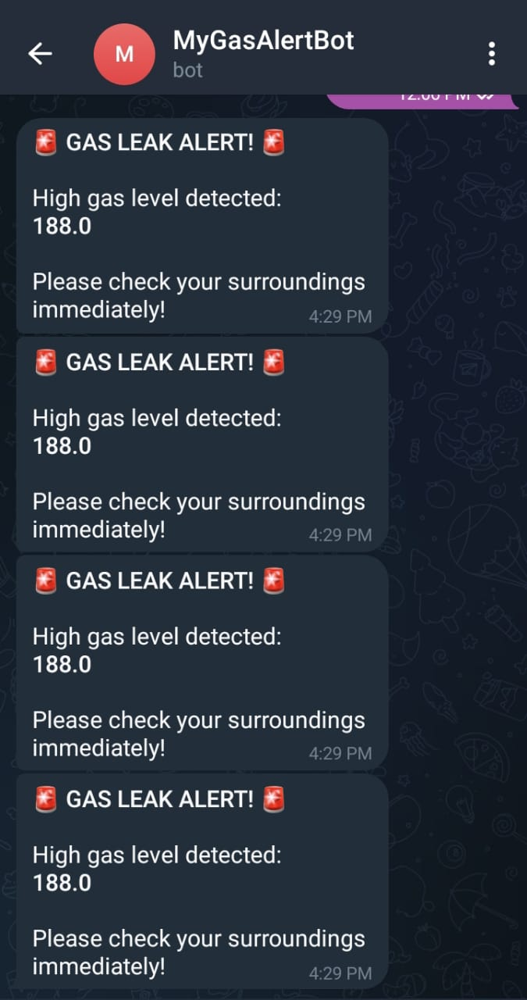 MyGasAlertBot
M
bot
12:00 PM
🚨 GAS LEAK ALERT! 🚨
High gas level detected:
188.0
Please check your surroundings
immediately!
4:29 PM
🚨 GAS LEAK ALERT! 🚨
High gas level detected:
188.0
Please check your surroundings
immediately!
4:29 PM
🚨 GAS LEAK ALERT! 🚨
High gas level detected:
188.0
Please check your surroundings
immediately!
4:29 PM
🚨 GAS LEAK ALERT! 🚨
High gas level detected:
188.0
Please check your surroundings
immediately!
4:29 PM